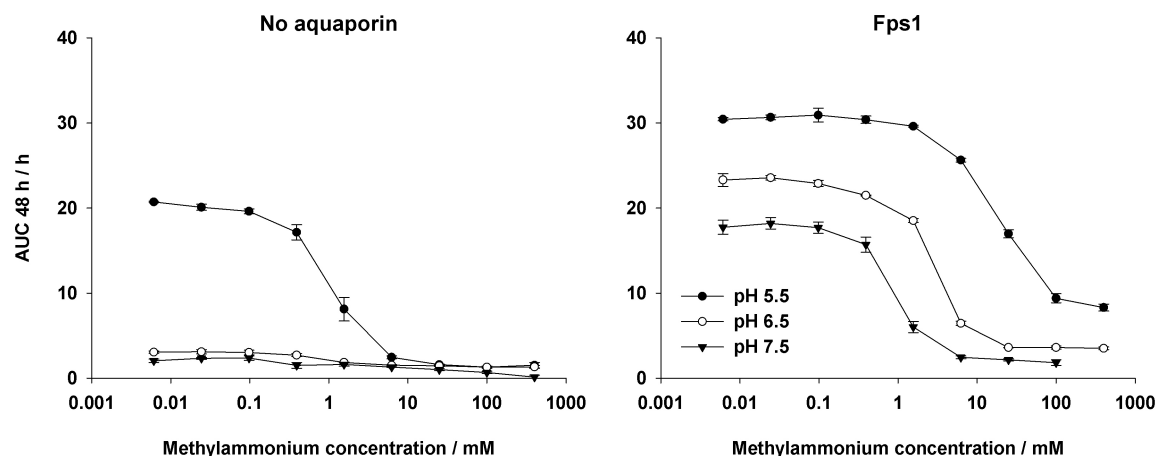 No aquaporin
40
30
20
10
0
AUC 48 h / h
0.001 0.01 0.1 1 10 100 1000
Methylammonium concentration / mM
Fps1
40
30
20
10
0
pH 5.5
pH 6.5
pH 7.5
0.001 0.01 0.1 1 10 100 1000
Methylammonium concentration / mM